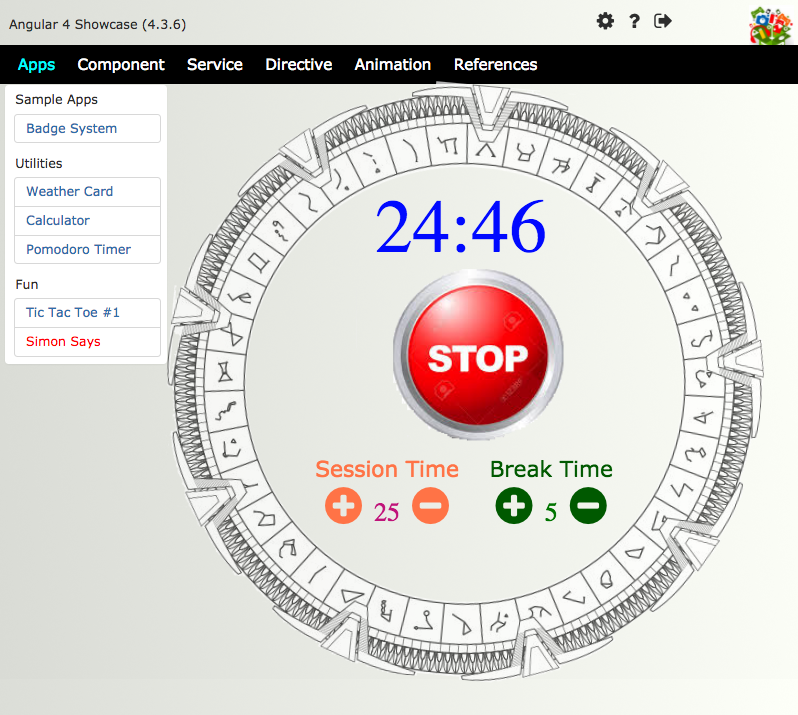 Angular 4 Showcase (4.3.6)
?
Apps Component Service Directive Animation References
Sample Apps
Badge System
Utilities
Weather Card
Calculator
Pomodoro Timer
Fun
Tic Tac Toe #1
Simon Says
24:46
STOP
Session Time Break Time
25 5